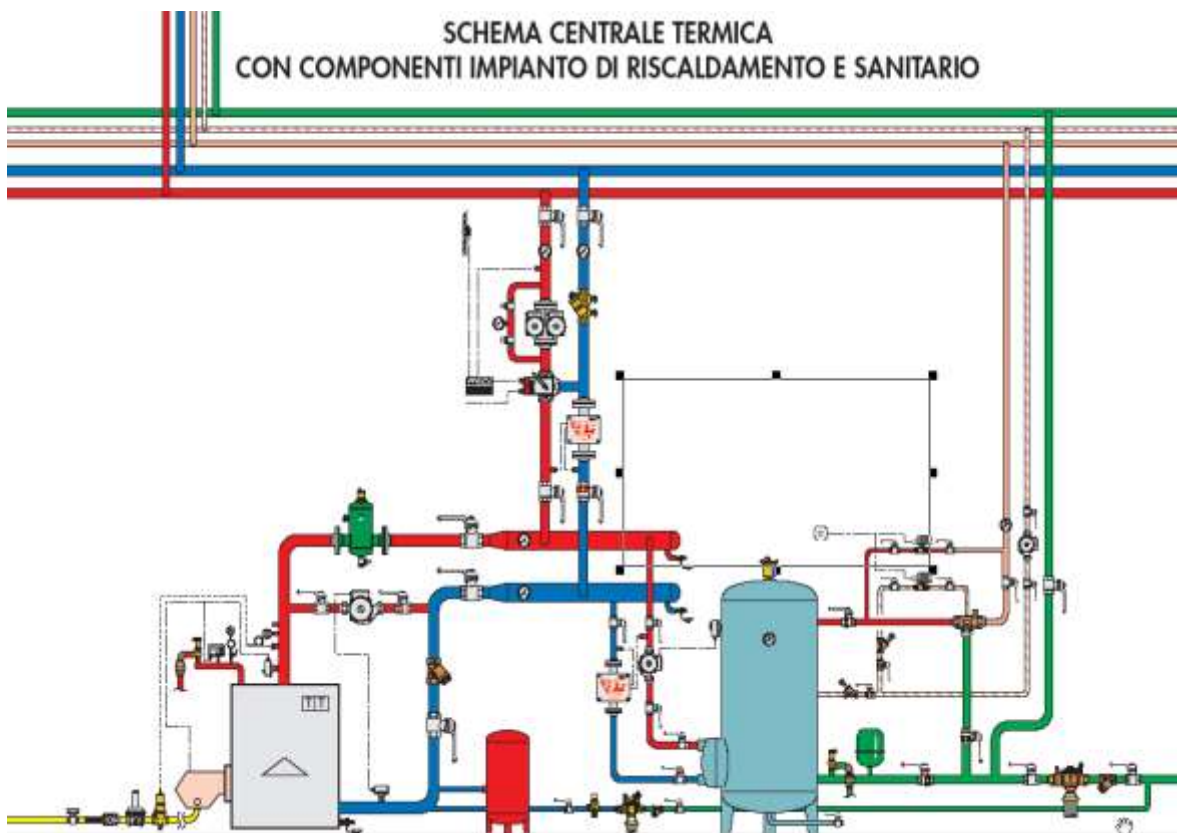 SCHEMA CENTRALE TERMICA
CON COMPONENTI IMPIANTO DI RISCALDAMENTO E SANITARIO